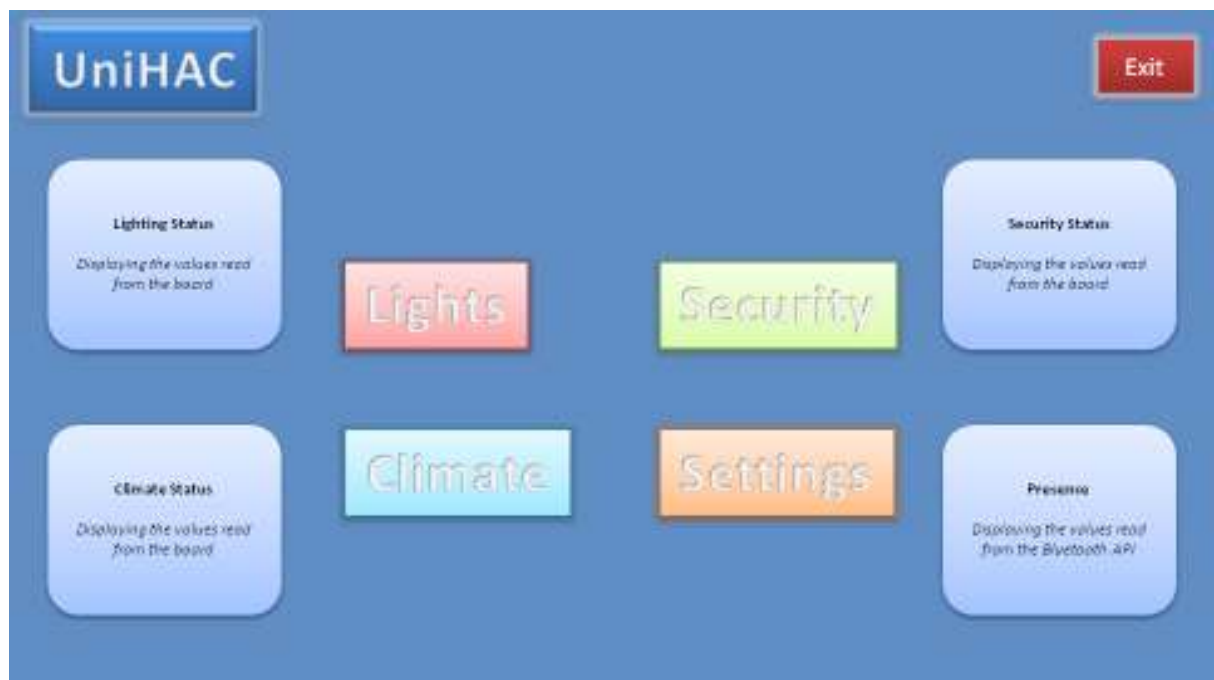 UniHAC
Exit
Lighting Status
Displaying the values read
from the board
Security Status
Displaying the values read
from the board
Lights
Security
Climate
Settings
Climate Status
Displaying the values read
from the board
Presence
Displaying the values read
from the Bluetooth API